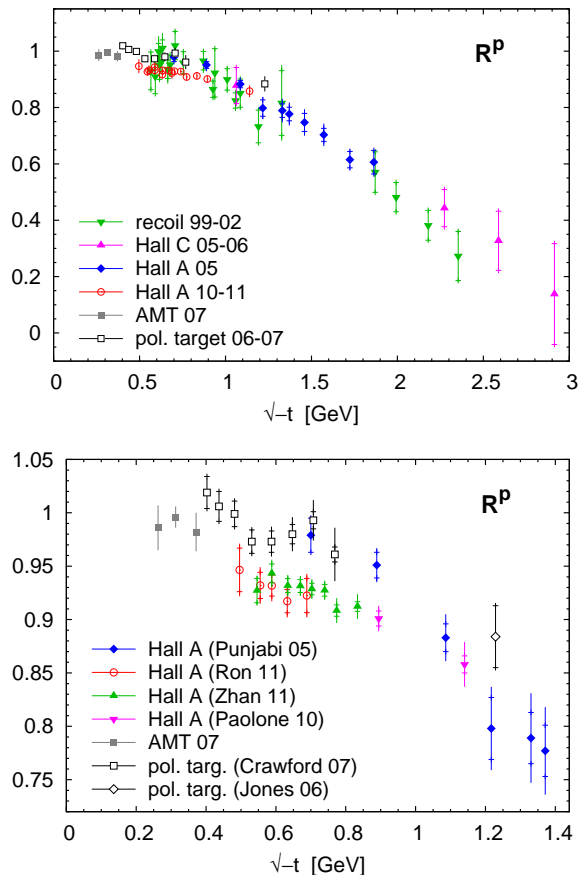 1
0.8
0.6
0.4
0.2
0
R^p
recoil 99-02
Hall C 05-06
Hall A 05
Hall A 10-11
AMT 07
pol. target 06-07
0 0.5 1 1.5 2 2.5 3
√−t [GeV]
1.05
1
0.95
0.9
0.85
0.8
0.75
R^p
Hall A (Punjabi 05)
Hall A (Ron 11)
Hall A (Zhan 11)
Hall A (Paolone 10)
AMT 07
pol. targ. (Crawford 07)
pol. targ. (Jones 06)
0 0.2 0.4 0.6 0.8 1 1.2 1.4
√−t [GeV]